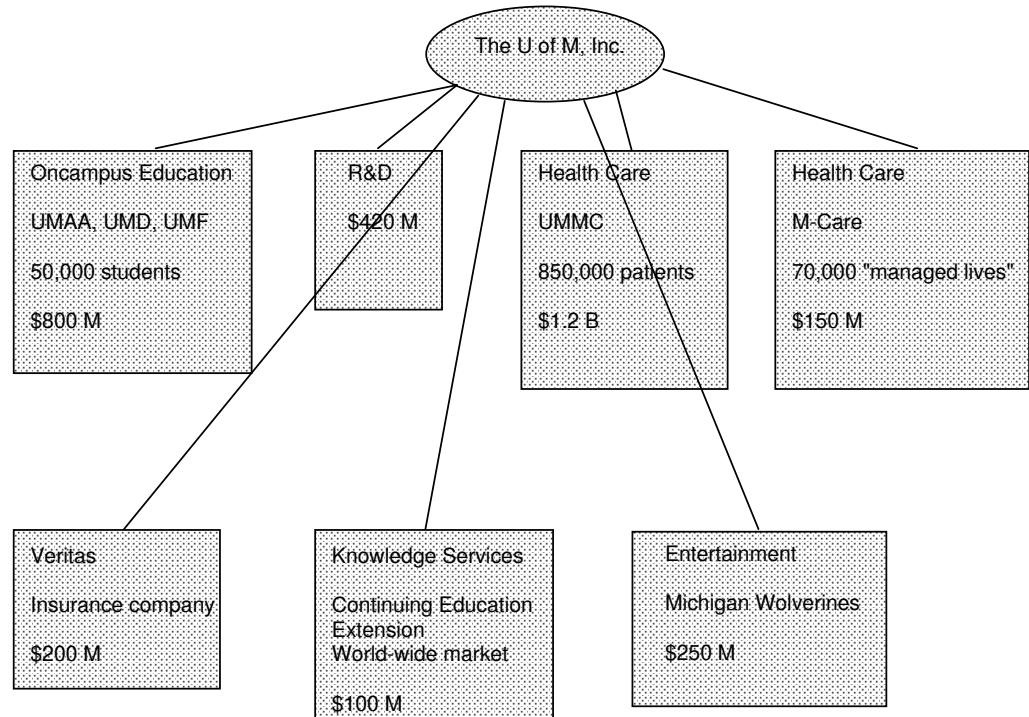 The U of M, Inc.
Oncampus Education
UMAA, UMD, UMF
50,000 students
$800 M
R&D
$420 M
Health Care
UMMC
850,000 patients
$1.2 B
Health Care
M-Care
70,000 "managed lives"
$150 M
Veritas
Insurance company
$200 M
Knowledge Services
Continuing Education
Extension
World-wide market
$100 M
Entertainment
Michigan Wolverines
$250 M